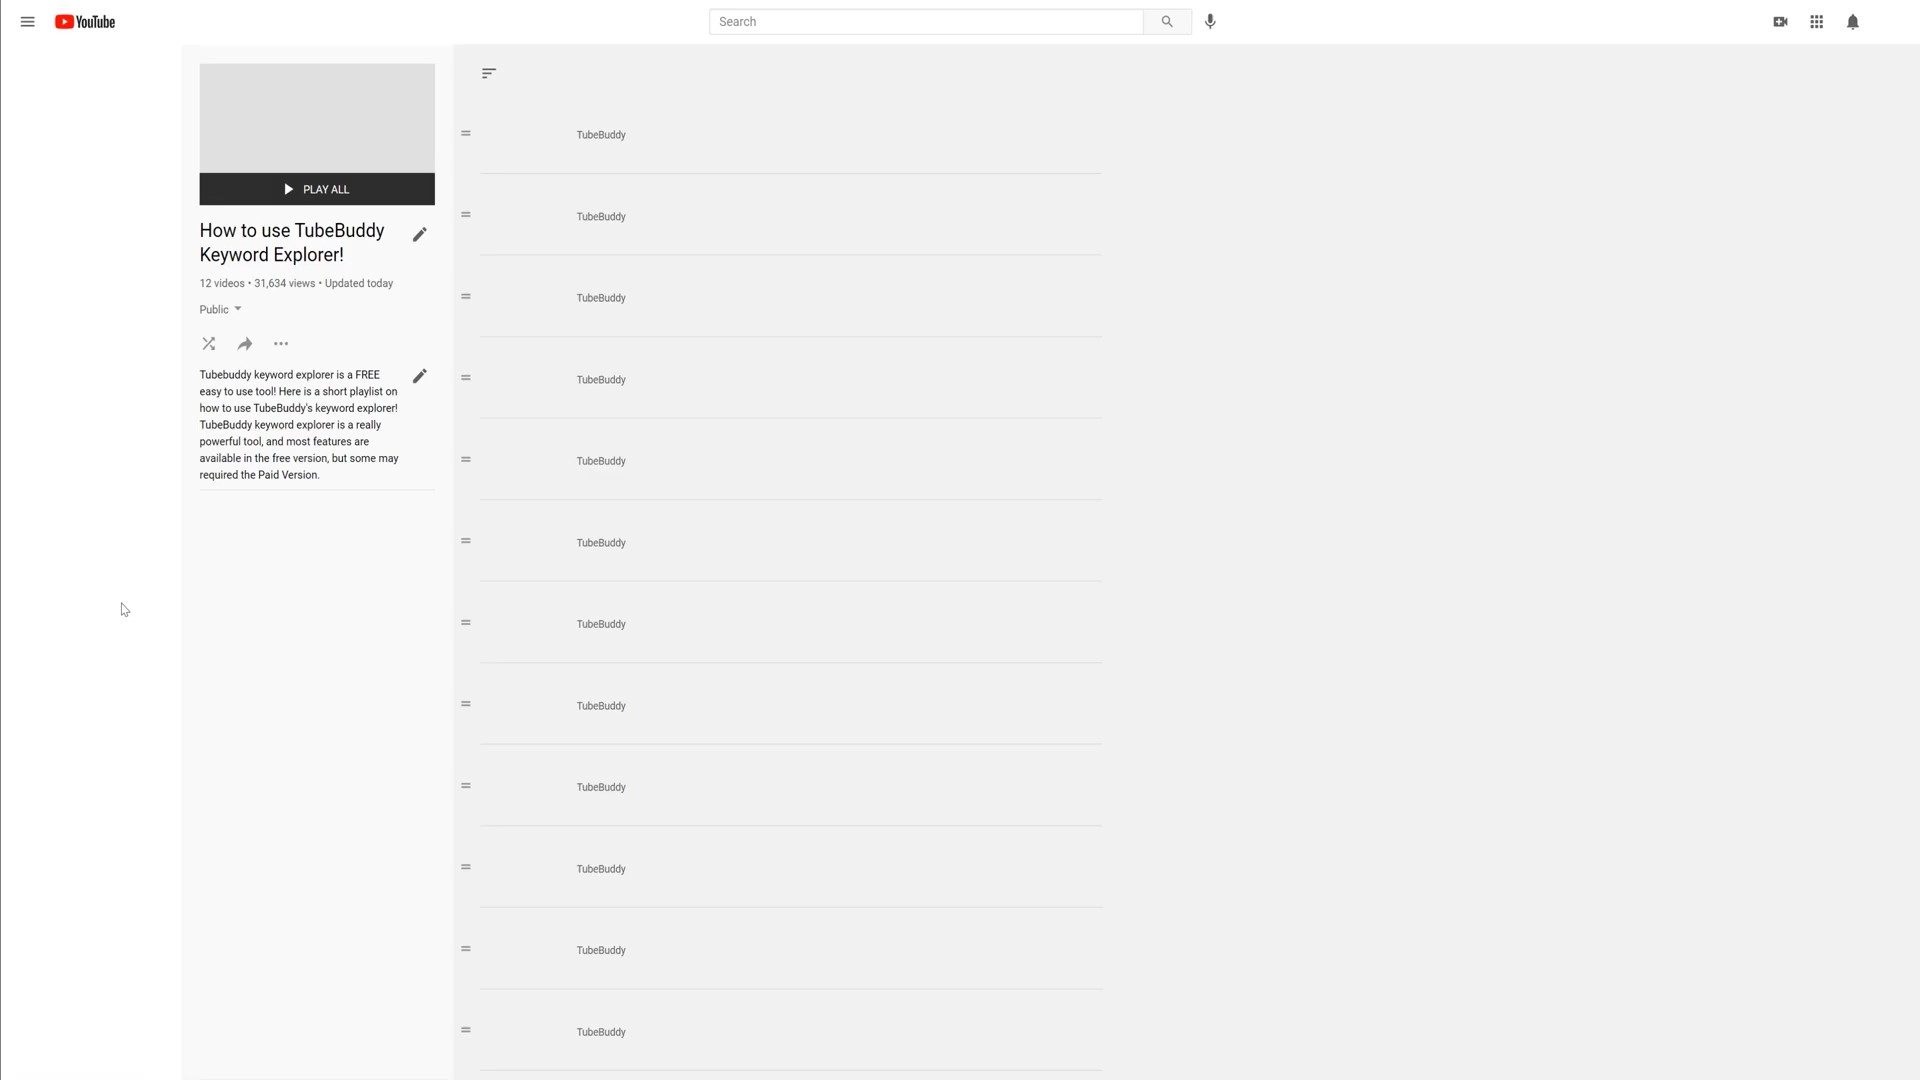 YouTube
Search
PLAY ALL
How to use TubeBuddy
Keyword Explorer!
12 videos • 31,634 views • Updated today
Public
Tubebuddy keyword explorer is a FREE
easy to use tool! Here is a short playlist on
how to use TubeBuddy's keyword explorer!
TubeBuddy keyword explorer is a really
powerful tool, and most features are
available in the free version, but some may
required the Paid Version.
TubeBuddy
TubeBuddy
TubeBuddy
TubeBuddy
TubeBuddy
TubeBuddy
TubeBuddy
TubeBuddy
TubeBuddy
TubeBuddy
TubeBuddy
TubeBuddy